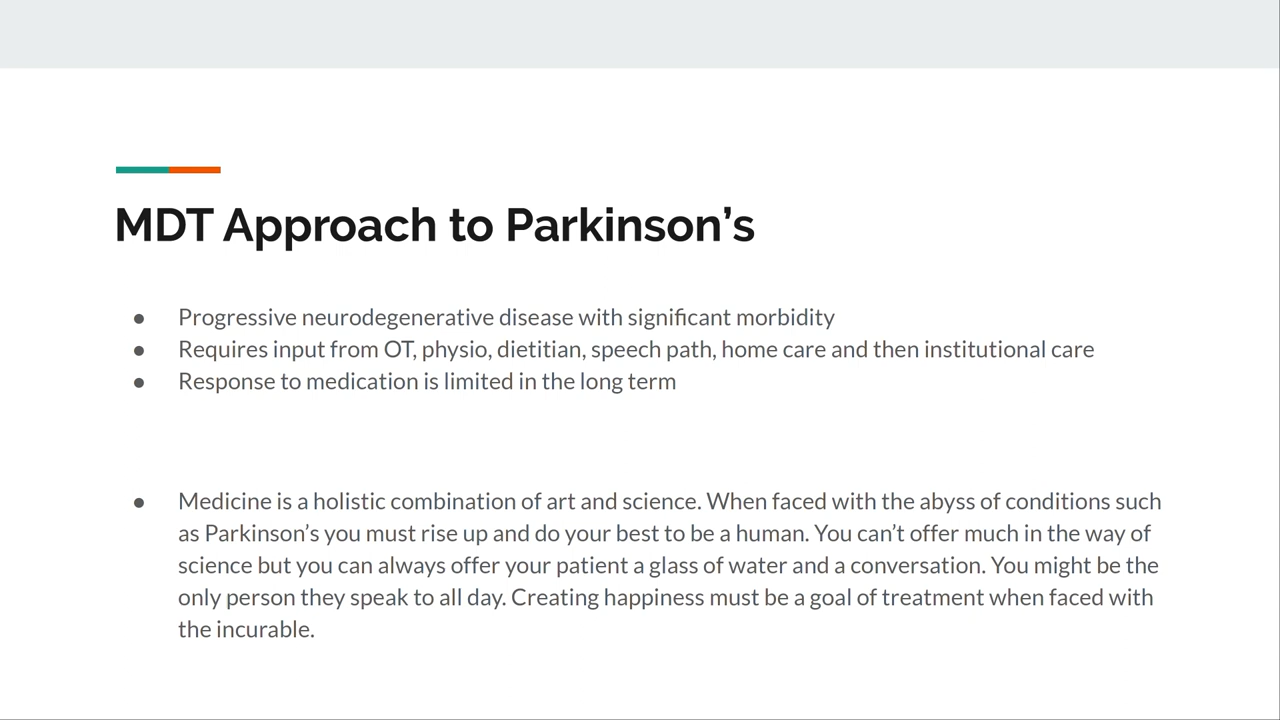 MDT Approach to Parkinson’s
● Progressive neurodegenerative disease with significant morbidity
● Requires input from OT, physio, dietitian, speech path, home care and then institutional care
● Response to medication is limited in the long term
● Medicine is a holistic combination of art and science. When faced with the abyss of conditions such
as Parkinson’s you must rise up and do your best to be a human. You can’t offer much in the way of
science but you can always offer your patient a glass of water and a conversation. You might be the
only person they speak to all day. Creating happiness must be a goal of treatment when faced with
the incurable.